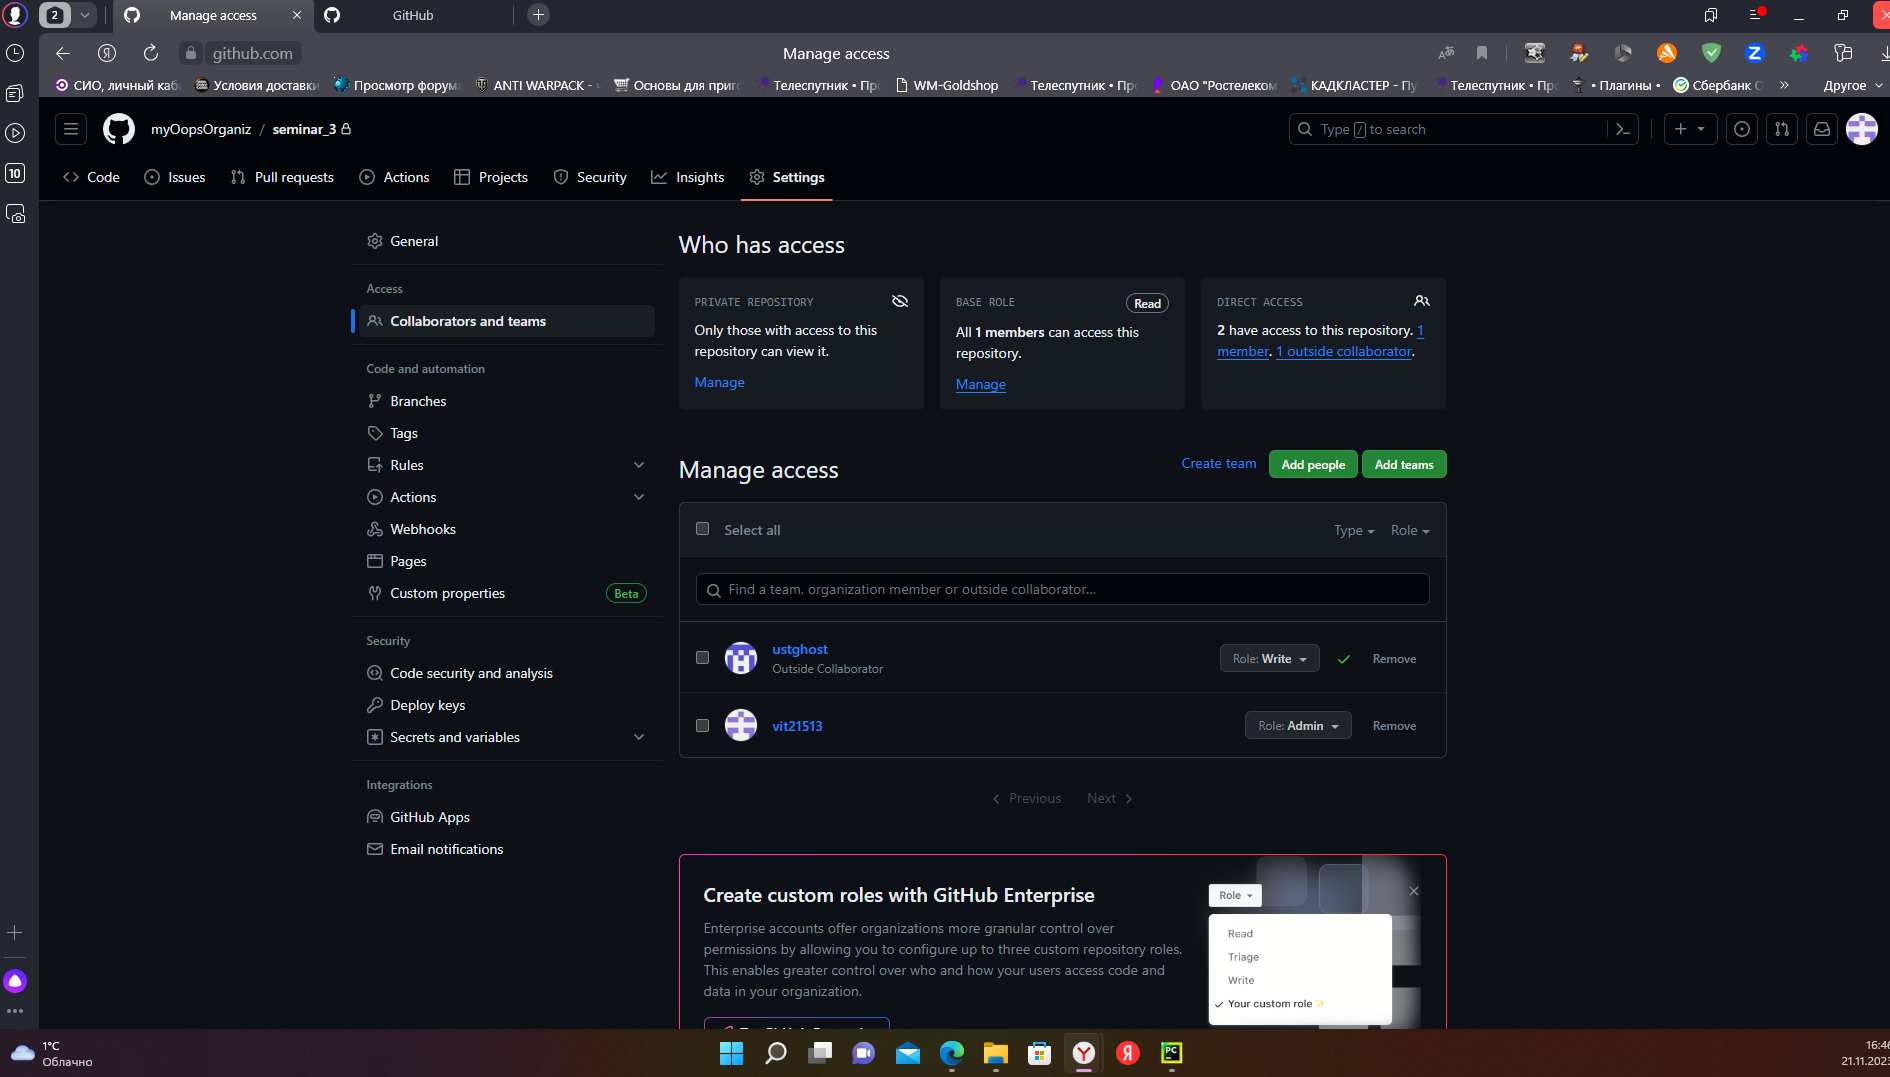 2
Manage access
GitHub
github.com
Manage access
СИО, личный каб
Условия доставки
Просмотр форума
ANTI WARPACK -
Основы для приг
Телеспутник • Пр
WM-Goldshop
Телеспутник • Прс
ОАО "Ростелеком
КАДКЛАСТЕР - Пу
Телеспутник • Прс
• Плагины •
Сбербанк
»
Другое
myOopsOrganiz / seminar_3
Type / to search
10
Code
Issues
Pull requests
Actions
Projects
Security
Insights
Settings
General
Access
Collaborators and teams
Code and automation
Branches
Tags
Rules
Actions
Webhooks
Pages
Custom properties
Beta
Security
Code security and analysis
Deploy keys
Secrets and variables
Integrations
GitHub Apps
Email notifications
Who has access
PRIVATE REPOSITORY
Only those with access to this
repository can view it.
Manage
BASE ROLE
Read
All 1 members can access this
repository.
Manage
DIRECT ACCESS
2 have access to this repository. 1
member. 1 outside collaborator.
Manage access
Create team
Add people
Add teams
Select all
Type
Role
Find a team, organization member or outside collaborator...
ustghost
Outside Collaborator
Role: Write
Remove
vit21513
Role: Admin
Remove
Previous
Next
Create custom roles with GitHub Enterprise
Enterprise accounts offer organizations more granular control over
permissions by allowing you to configure up to three custom repository roles.
This enables greater control over who and how your users access code and
data in your organization.
Role
Read
Triage
Write
Your custom role
1°C
Облачно
16:46
21.11.2023